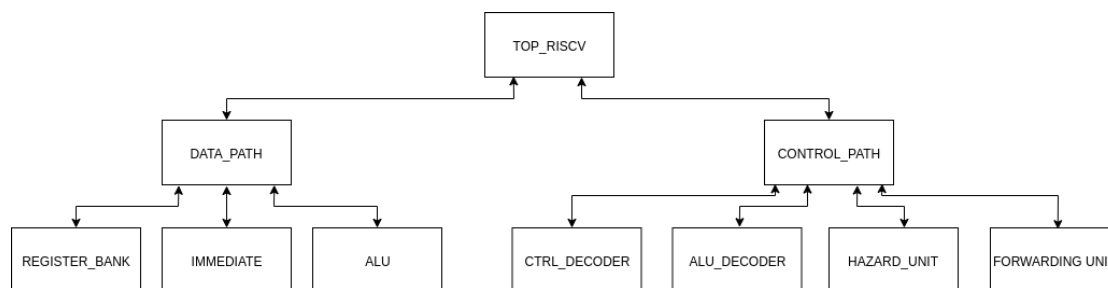 TOP_RISCV
DATA_PATH
CONTROL_PATH
REGISTER_BANK
IMMEDIATE
ALU
CTRL_DECODER
ALU_DECODER
HAZARD_UNIT
FORWARDING UNI